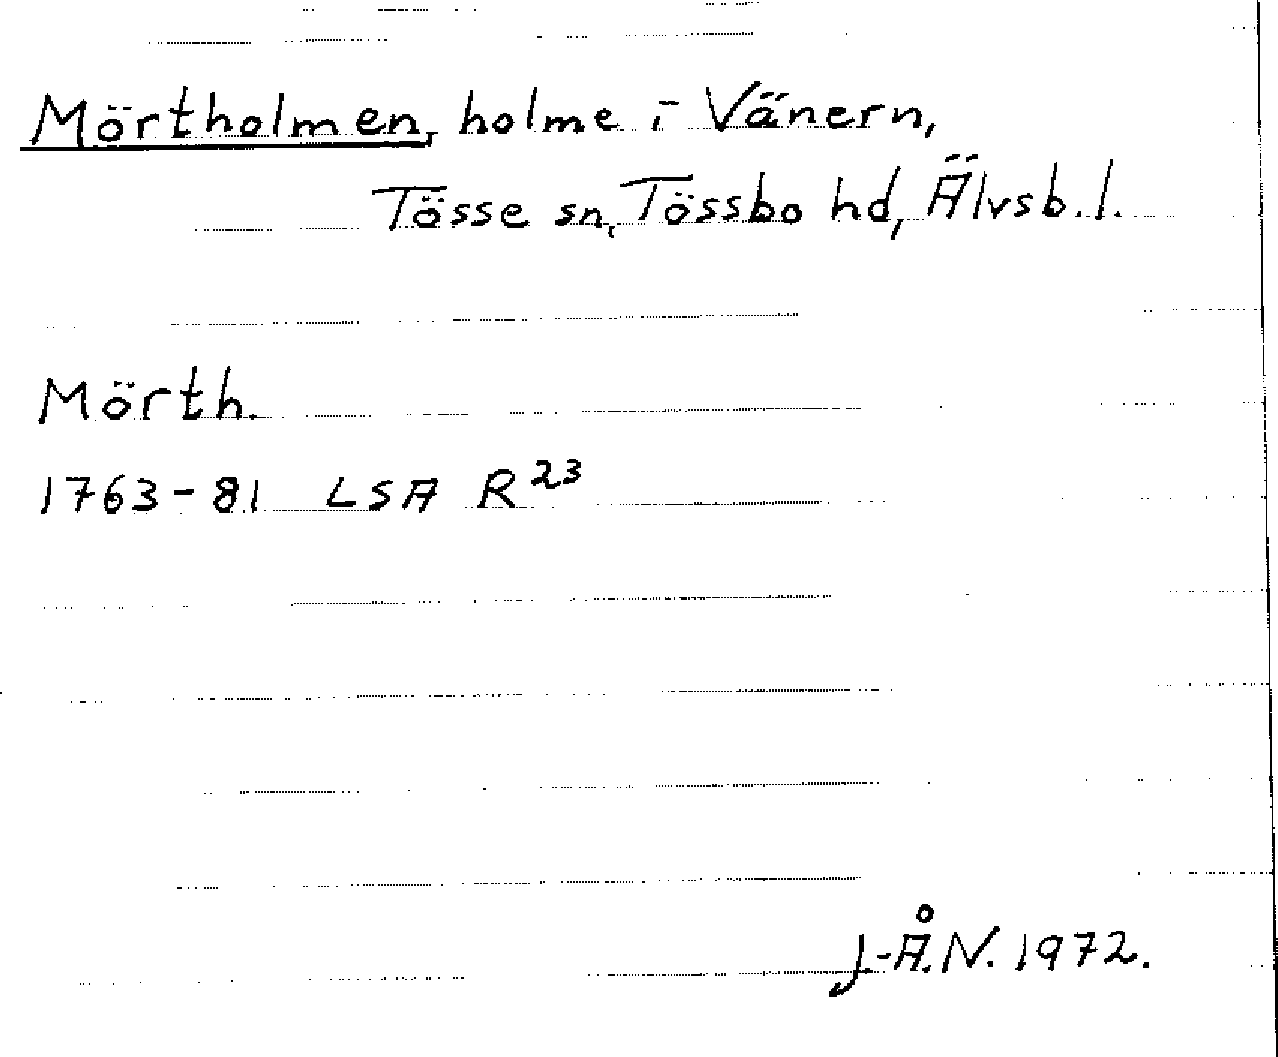 Mörtholmen, holme i Vänern,
Tösse sn, Tössbo hd, Älvsb. l.
Mörth.
1763-81 LSA R²³
J-Å.N. 1972.